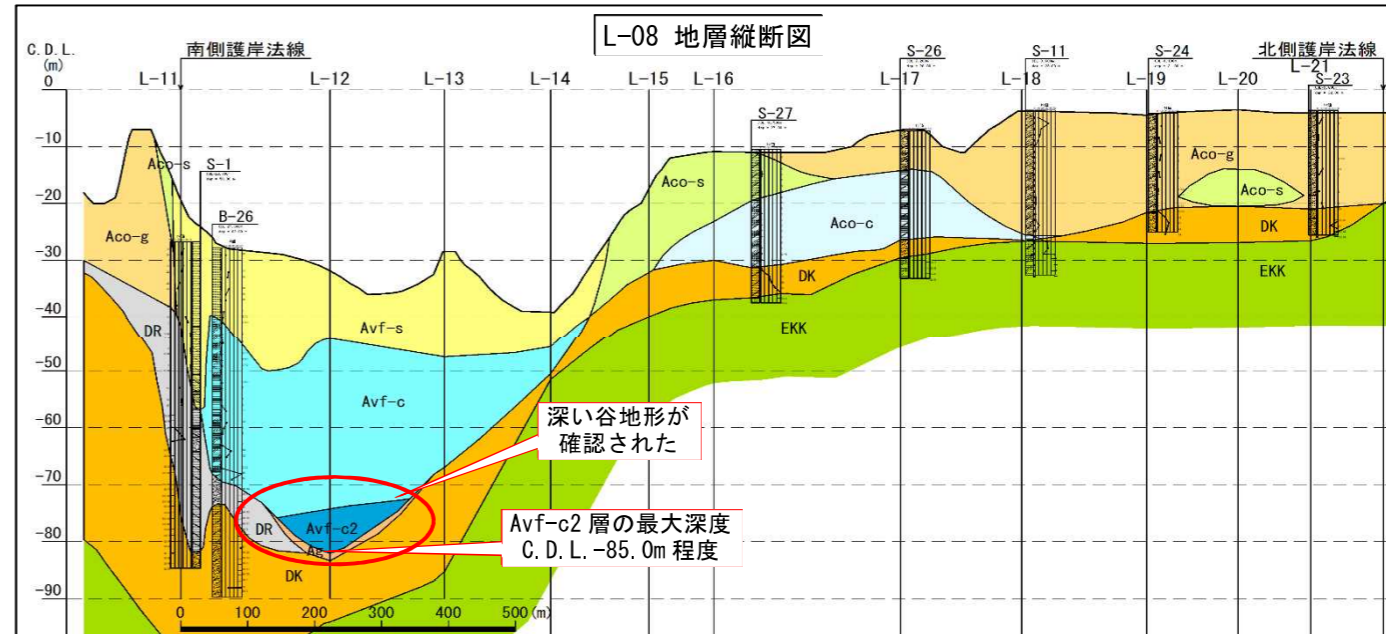 L-08 地層縦断図
C.D.L.
(m)
南側護岸法線
北側護岸法線
L-11
L-12
L-13
L-14
L-15
L-16
L-17
L-18
L-19
L-20
L-21
S-26
S-11
S-24
S-23
S-27
S-1
B-26
0
-10
-20
-30
-40
-50
-60
-70
-80
-90
Aco-s
Aco-g
DR
Avf-s
Avf-c
Avf-c2
DR
Ag
DK
Aco-s
Aco-c
DK
EKK
Aco-g
Aco-s
DK
EKK
深い谷地形が
確認された
Avf-c2層の最大深度
C.D.L.-85.0m程度
0
100
200
300
400
500(m)